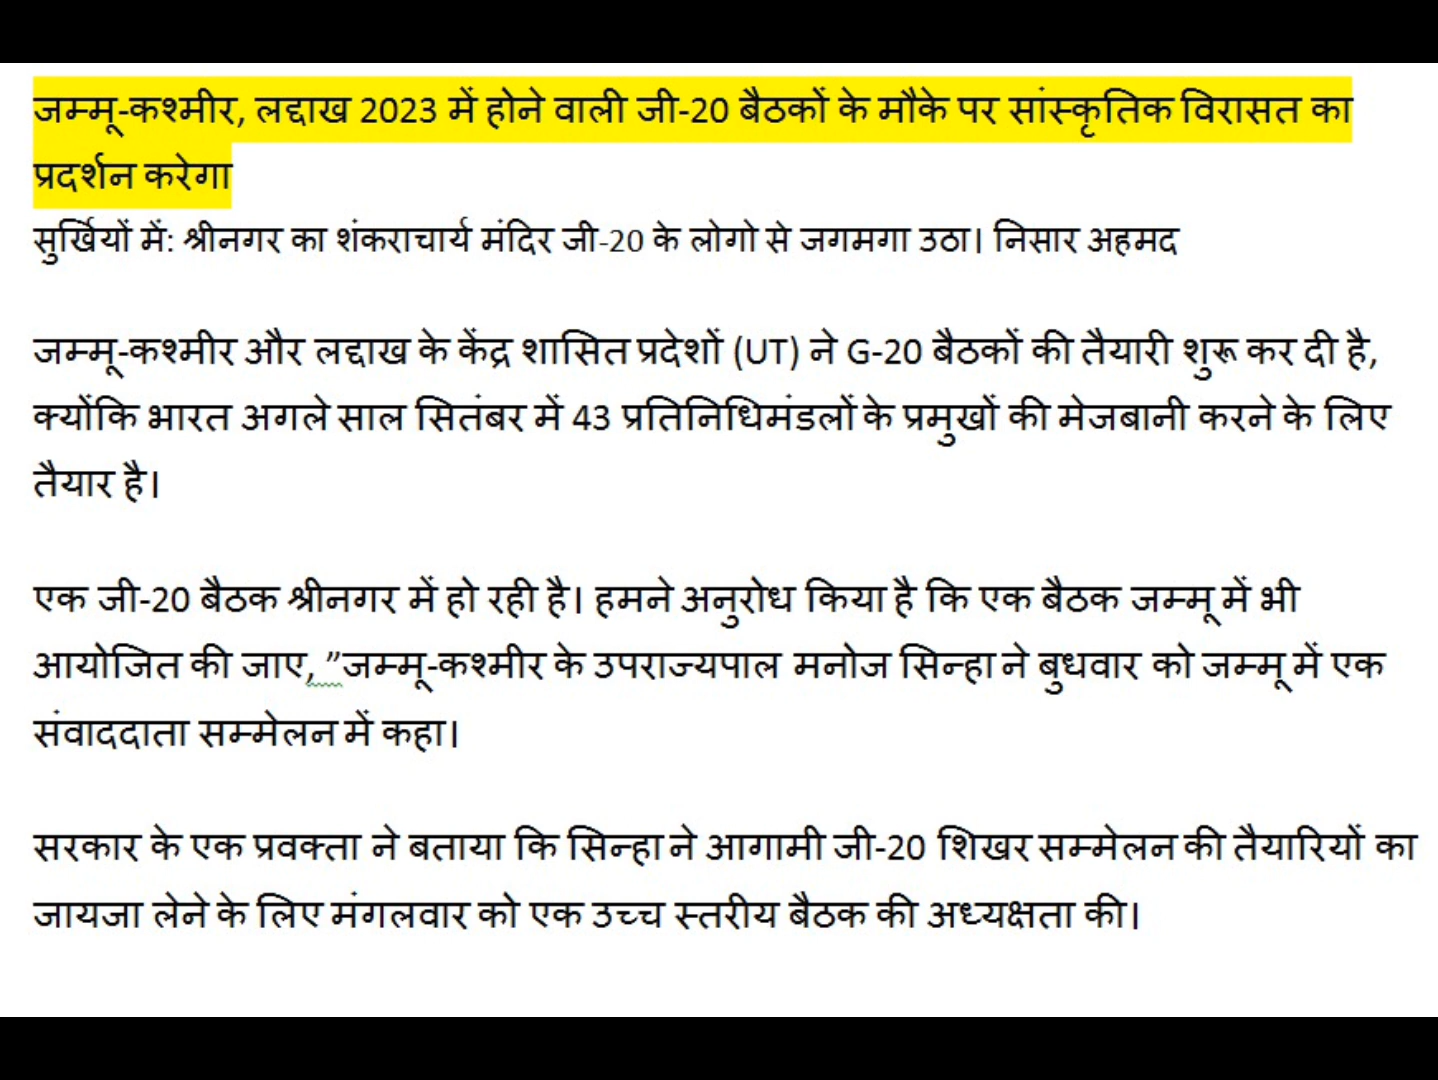 जम्मू-कश्मीर, लद्दाख 2023 में होने वाली जी-20 बैठकों के मौके पर सांस्कृतिक विरासत का
प्रदर्शन करेगा
सुर्खियों में: श्रीनगर का शंकराचार्य मंदिर जी-20 के लोगो से जगमगा उठा। निसार अहमद
जम्मू-कश्मीर और लद्दाख के केंद्र शासित प्रदेशों (UT) ने G-20 बैठकों की तैयारी शुरू कर दी है,
क्योंकि भारत अगले साल सितंबर में 43 प्रतिनिधिमंडलों के प्रमुखों की मेजबानी करने के लिए
तैयार है।
एक जी-20 बैठक श्रीनगर में हो रही है। हमने अनुरोध किया है कि एक बैठक जम्मू में भी
आयोजित की जाए, ”जम्मू-कश्मीर के उपराज्यपाल मनोज सिन्हा ने बुधवार को जम्मू में एक
संवाददाता सम्मेलन में कहा।
सरकार के एक प्रवक्ता ने बताया कि सिन्हा ने आगामी जी-20 शिखर सम्मेलन की तैयारियों का
जायजा लेने के लिए मंगलवार को एक उच्च स्तरीय बैठक की अध्यक्षता की।